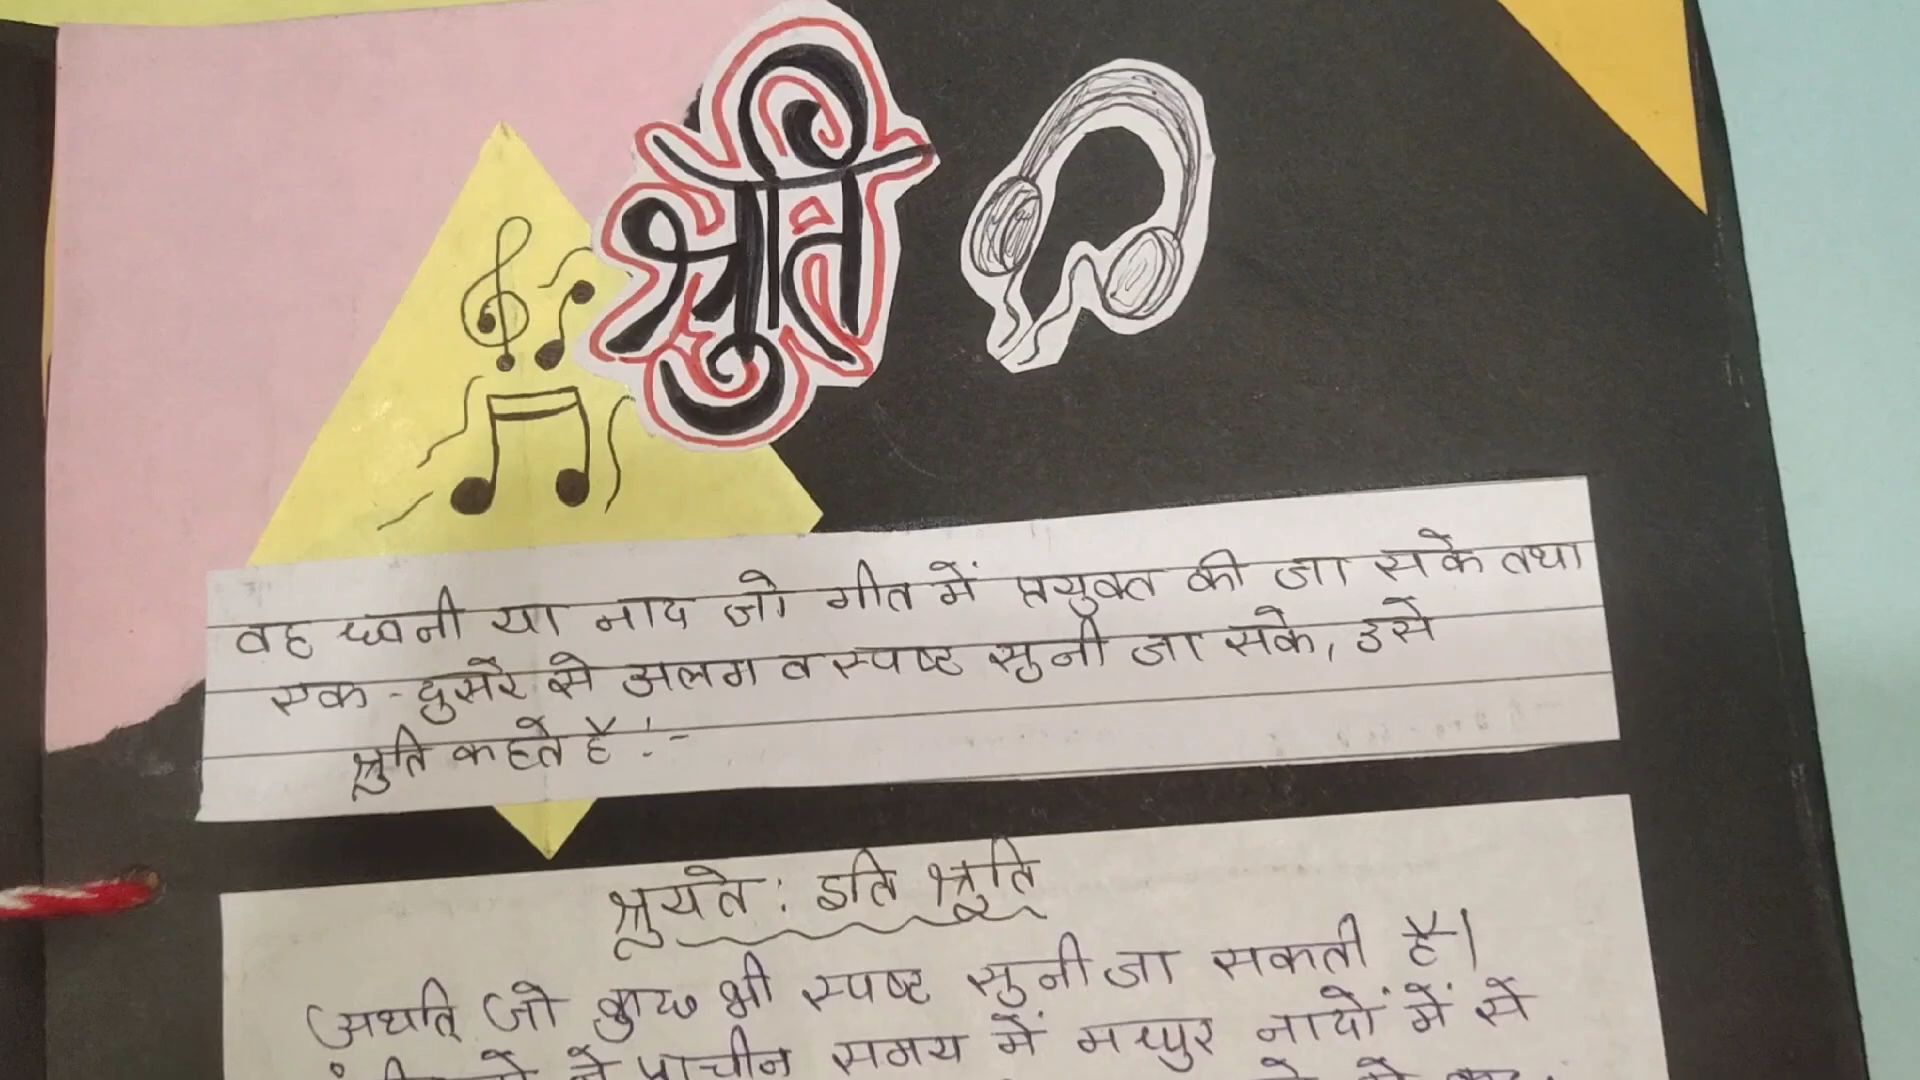 श्रुति
वह ध्वनी या नाद जो गीत में प्रयुक्त की जा सके तथा
एक-दुसरे से अलग व स्पष्ट सुनी जा सके, उसे
श्रुति कहते है :-
श्रुयते: इति श्रुति
(अर्थात् जो कुछ भी स्पष्ट सुनी जा सकती है।
ने प्राचीन समय में मधुर नादों में से